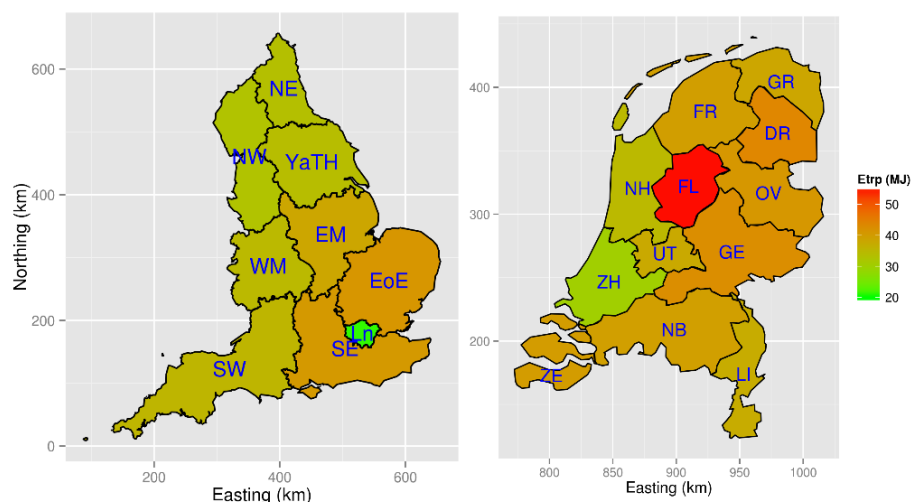 600
400
200
0
Northing (km)
200
400
600
Easting (km)
NE
NW
YaTH
EM
WM
EoE
Ln
SE
SW
400
300
200
800
850
900
950
1000
Easting (km)
GR
FR
DR
NH
FL
OV
UT
GE
ZH
NB
ZE
LI
Etrp (MJ)
50
40
30
20